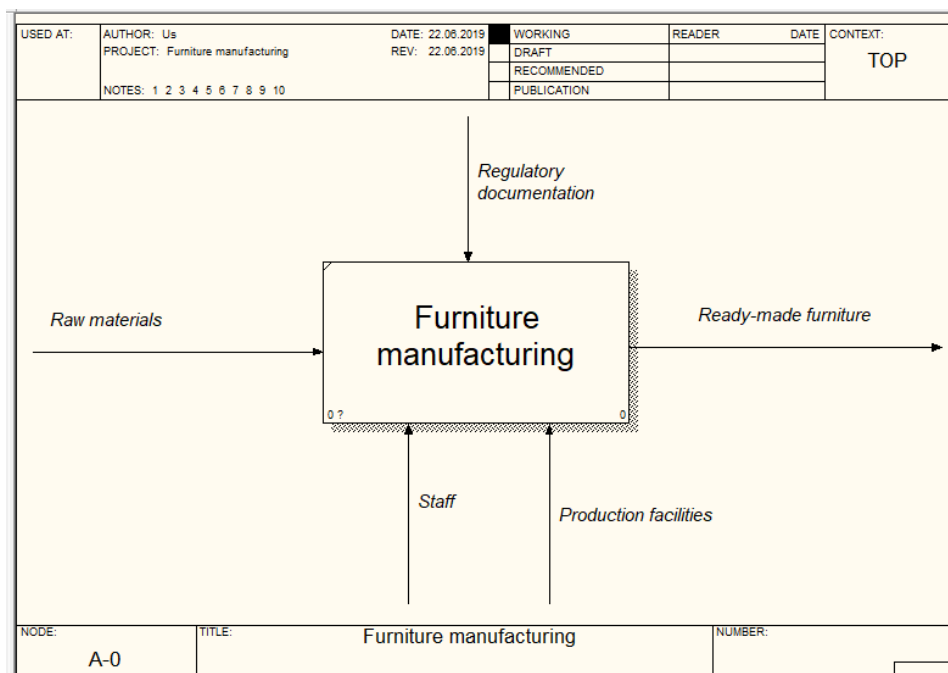 USED AT:
AUTHOR: Us
DATE: 22.06.2019
WORKING
READER
DATE
CONTEXT:
PROJECT: Furniture manufacturing
REV: 22.06.2019
DRAFT
TOP
RECOMMENDED
NOTES: 1 2 3 4 5 6 7 8 9 10
PUBLICATION
Regulatory
documentation
Raw materials
Furniture
manufacturing
Ready-made furniture
0 ?
0
Staff
Production facilities
NODE:
TITLE:
Furniture manufacturing
NUMBER:
A-0